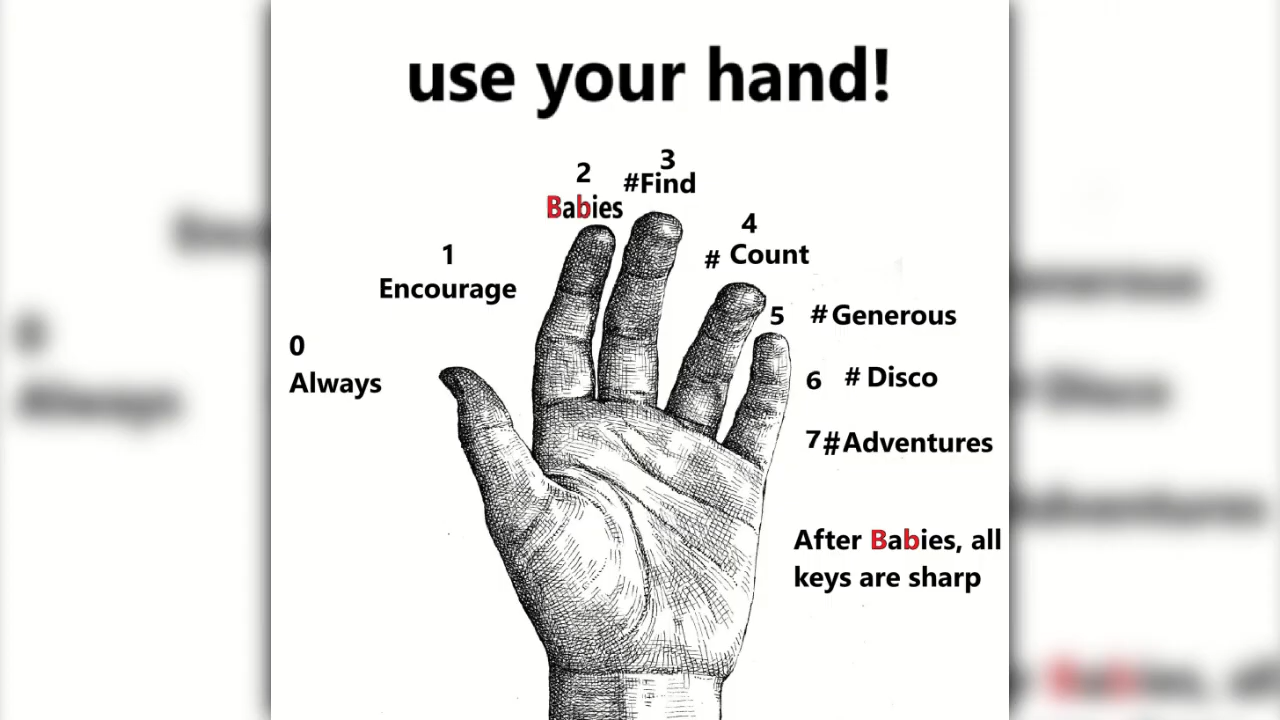 use your hand!
0
Always
1
Encourage
2
Babies
3
#Find
4
# Count
5 # Generous
6 # Disco
7 #Adventures
After Babies, all
keys are sharp